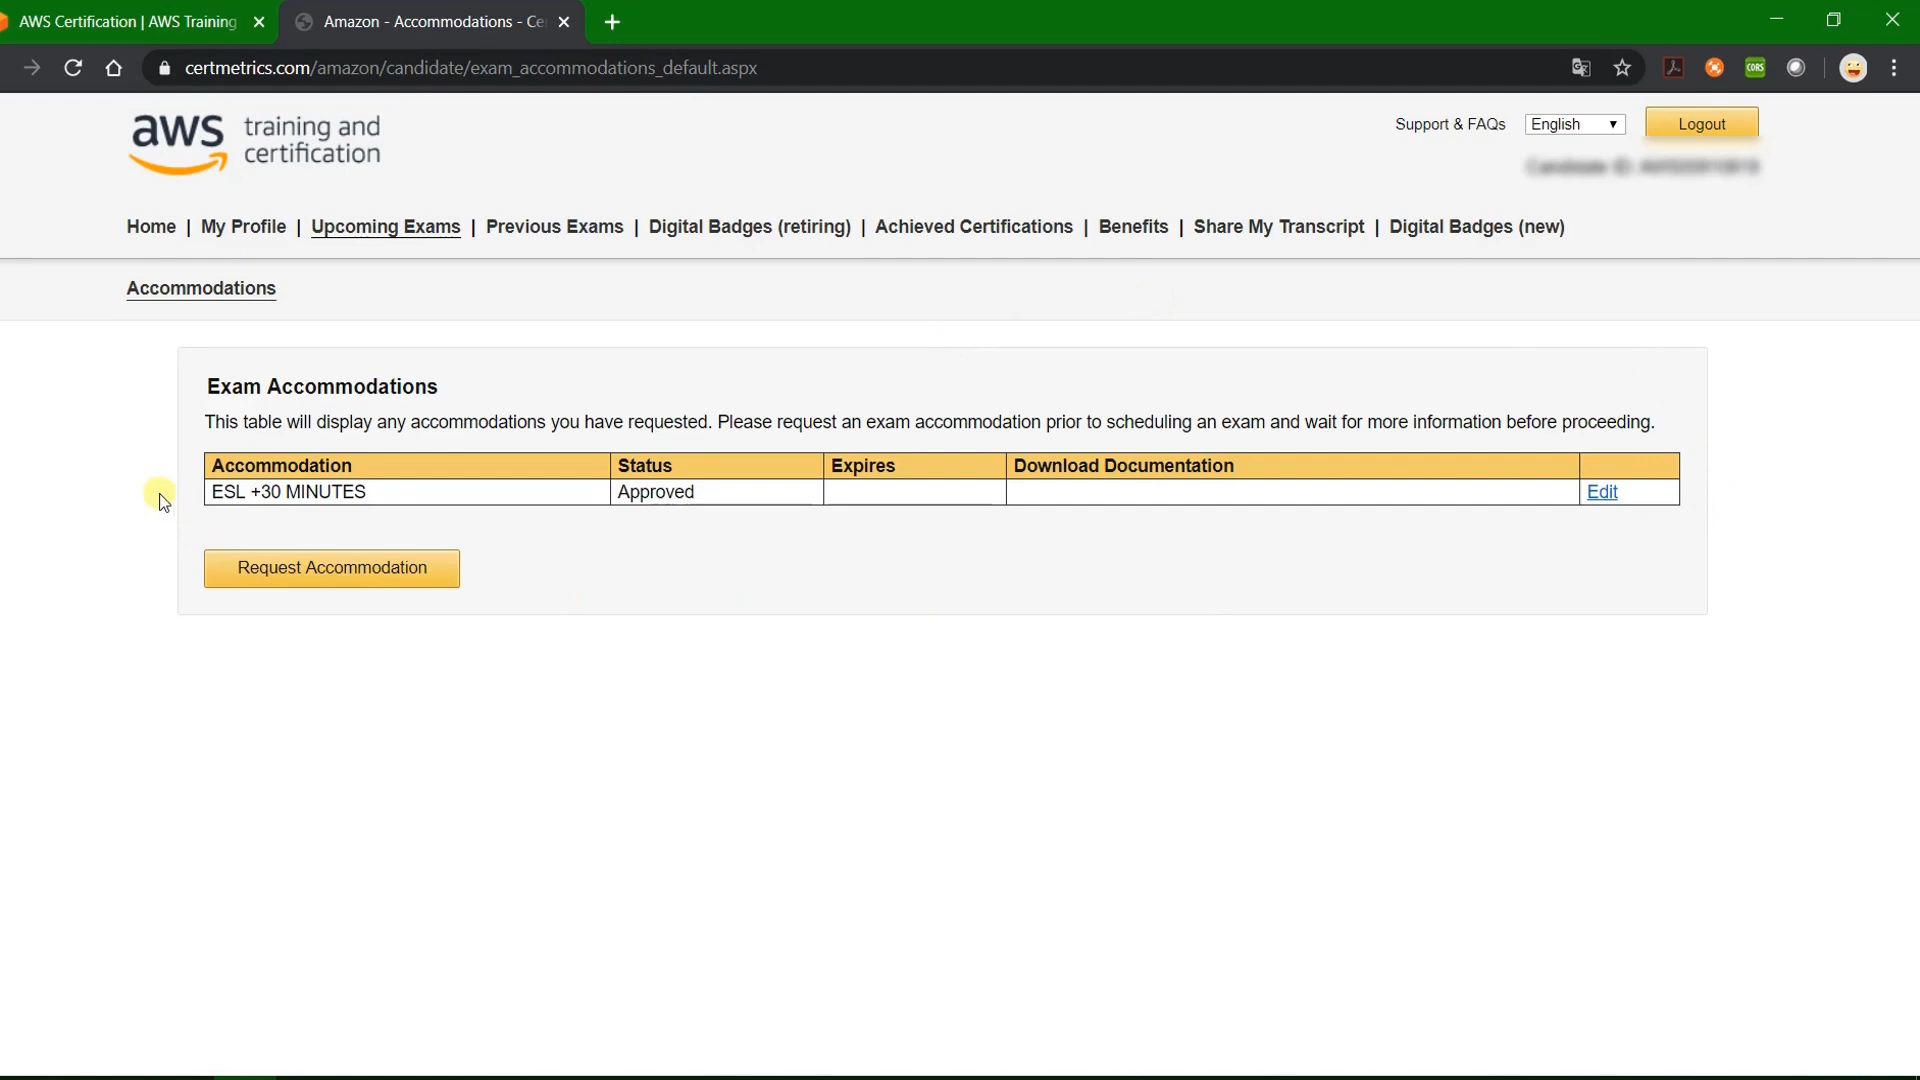 AWS Certification | AWS Training
Amazon - Accommodations - Ce
certmetrics.com/amazon/candidate/exam_accommodations_default.aspx
CORS
aws training and certification
Support & FAQs
English
Logout
Home | My Profile | Upcoming Exams | Previous Exams | Digital Badges (retiring) | Achieved Certifications | Benefits | Share My Transcript | Digital Badges (new)
Accommodations
Exam Accommodations
This table will display any accommodations you have requested. Please request an exam accommodation prior to scheduling an exam and wait for more information before proceeding.
Accommodation Status Expires Download Documentation
ESL +30 MINUTES Approved Edit
Request Accommodation